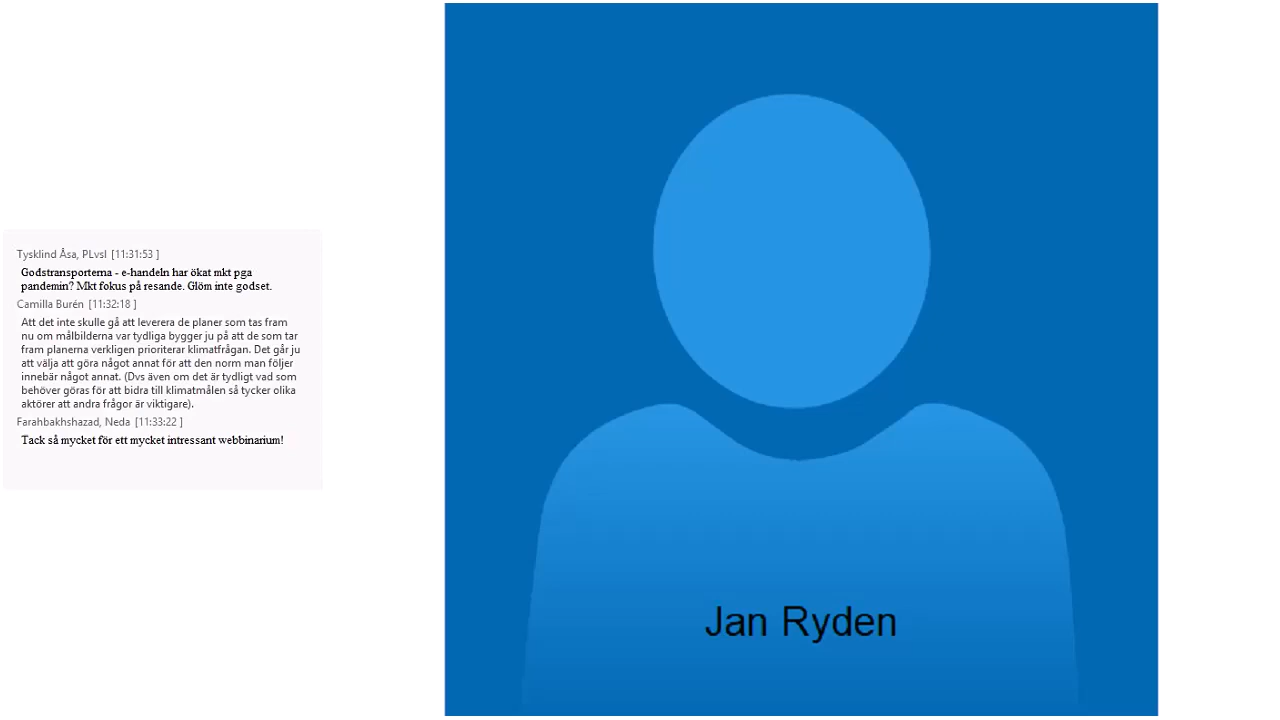 Tysklind Åsa, PLvsl [11:31:53 ]
Godstransporterna - e-handeln har ökat mkt pga
pandemin? Mkt fokus på resande. Glöm inte godset.
Camilla Burén [11:32:18 ]
Att det inte skulle gå att leverera de planer som tas fram
nu om målbilderna var tydliga bygger ju på att de som tar
fram planerna verkligen prioriterar klimatfrågan. Det går ju
att välja att göra något annat för att den norm man följer
innebär något annat. (Dvs även om det är tydligt vad som
behöver göras för att bidra till klimatmålen så tycker olika
aktörer att andra frågor är viktigare).
Farahbakhshazad, Neda [11:33:22 ]
Tack så mycket för ett mycket intressant webbinarium!
Jan Ryden